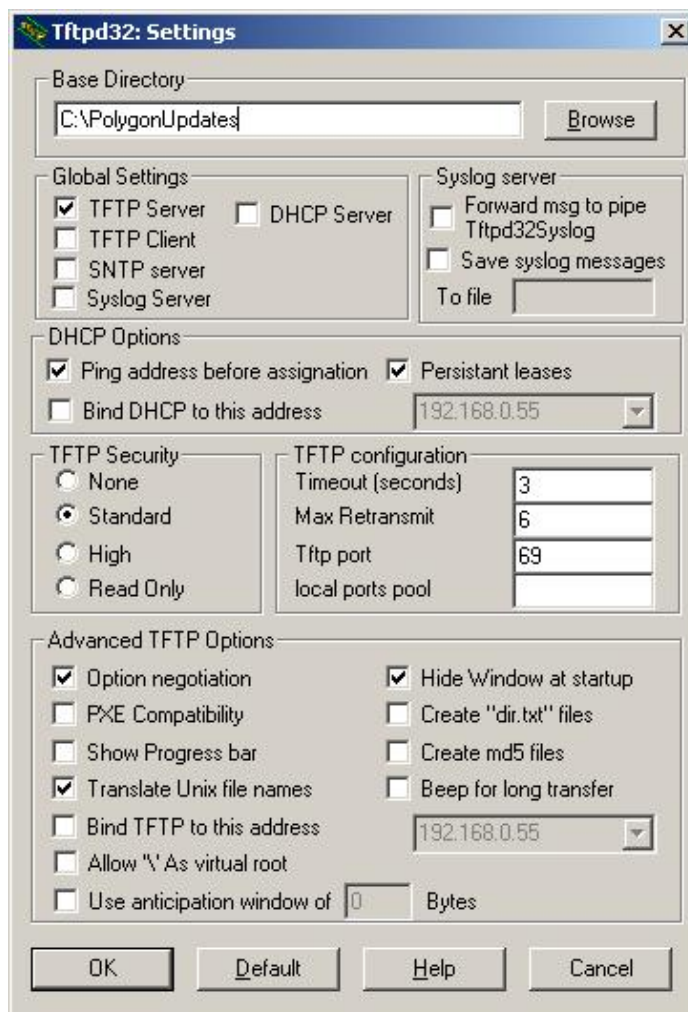 Tftpd32: Settings
Base Directory
C:\PolygonUpdates
Browse
Global Settings
TFTP Server
DHCP Server
TFTP Client
SNTP server
Syslog Server
Syslog server
Forward msg to pipe
Tftpd32Syslog
Save syslog messages
To file
DHCP Options
Ping address before assignation
Persistant leases
Bind DHCP to this address
192.168.0.55
TFTP Security
None
Standard
High
Read Only
TFTP configuration
Timeout (seconds)
3
Max Retransmit
6
Tftp port
69
local ports pool
Advanced TFTP Options
Option negotiation
Hide Window at startup
PXE Compatibility
Create "dir.txt" files
Show Progress bar
Create md5 files
Translate Unix file names
Beep for long transfer
Bind TFTP to this address
192.168.0.55
Allow '\' As virtual root
Use anticipation window of 0 Bytes
OK
Default
Help
Cancel